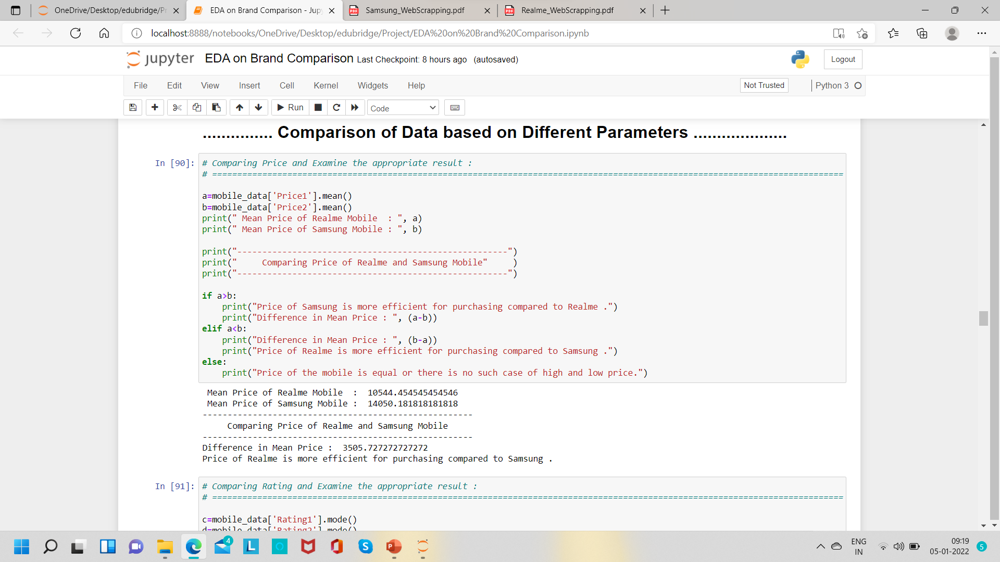 OneDrive/Desktop/edubridge/Pr
EDA on Brand Comparison - Jupy
Samsung_WebScrapping.pdf
Realme_WebScrapping.pdf
localhost:8888/notebooks/OneDrive/Desktop/edubridge/Project/EDA%20on%20Brand%20Comparison.ipynb
jupyter EDA on Brand Comparison Last Checkpoint: 8 hours ago (autosaved)
Logout
File Edit View Insert Cell Kernel Widgets Help
Not Trusted
Python 3
Run
Code
............... Comparison of Data based on Different Parameters ....................
In [90]: # Comparing Price and Examine the appropriate result :
# ==============================================================================================================================
a=mobile_data['Price1'].mean()
b=mobile_data['Price2'].mean()
print(" Mean Price of Realme Mobile  : ", a)
print(" Mean Price of Samsung Mobile : ", b)
print("------------------------------------------------------")
print("     Comparing Price of Realme and Samsung Mobile"     )
print("------------------------------------------------------")
if a>b:
    print("Price of Samsung is more efficient for purchasing compared to Realme .")
    print("Difference in Mean Price : ", (a-b))
elif a<b:
    print("Difference in Mean Price : ", (b-a))
    print("Price of Realme is more efficient for purchasing compared to Samsung .")
else:
    print("Price of the mobile is equal or there is no such case of high and low price.")
 Mean Price of Realme Mobile  :  10544.454545454546
 Mean Price of Samsung Mobile :  14050.181818181818
------------------------------------------------------
     Comparing Price of Realme and Samsung Mobile
------------------------------------------------------
Difference in Mean Price :  3505.727272727272
Price of Realme is more efficient for purchasing compared to Samsung .
In [91]: # Comparing Rating and Examine the appropriate result :
# ==============================================================================================================================
c=mobile_data['Rating1'].mode()
d=mobile_data['Rating2'].mode()
4
L
S
P
ENG
IN
09:19
05-01-2022
5